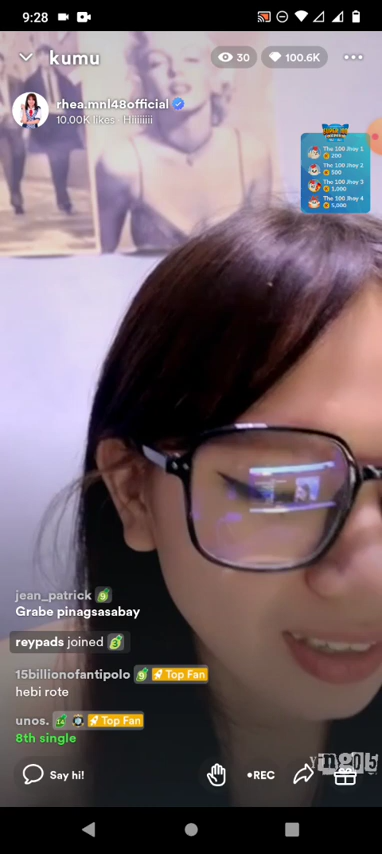 9:28
kumu
30
100.6K
rhea.mnl48official
10.00K likes · Hiiiiiiii
The 100 Jhay 1
200
The 100 Jhay 2
500
The 100 Jhay 3
1,000
The 100 Jhay 4
5,000
jean_patrick 9
Grabe pinagsasabay
reypads joined 3
15billionofantipolo 9 Top Fan
hebi rote
unos. 14 Top Fan
8th single
Say hi!
•REC